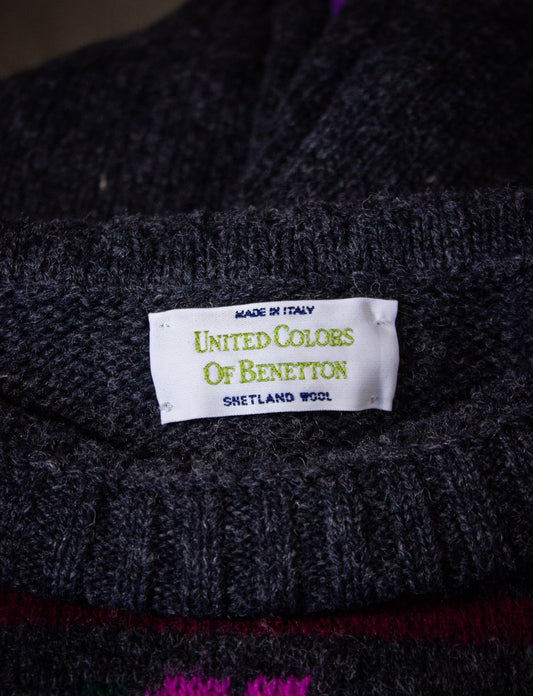 MADE IN ITALY
UNITED COLORS
OF BENETTON
SHETLAND WOOL